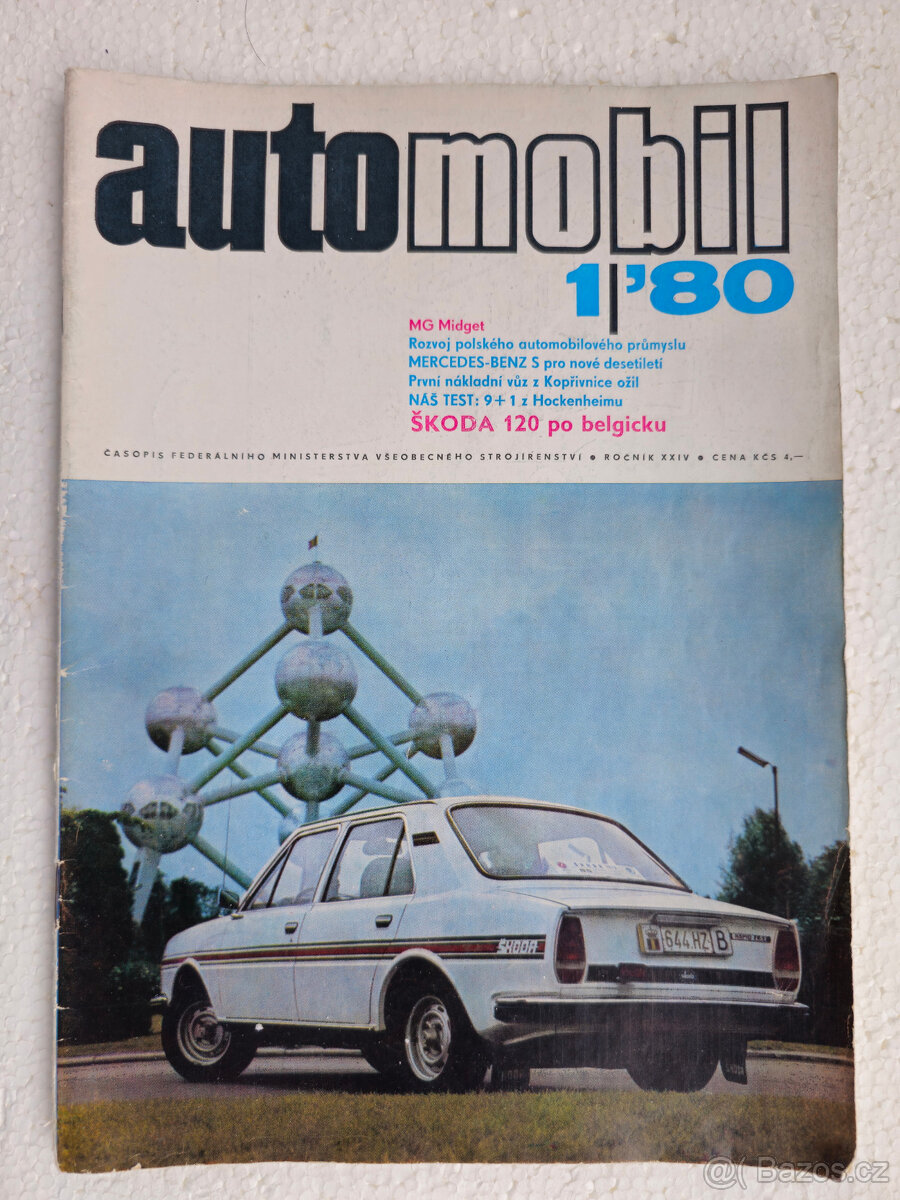 automobil
1'80
MG Midget
Rozvoj polského automobilového průmyslu
MERCEDES-BENZ S pro nové desetiletí
První nákladní vůz z Kopřivnice ožil
NÁŠ TEST: 9+1 z Hockenheimu
ŠKODA 120 po belgicku
ČASOPIS FEDERÁLNÍHO MINISTERSTVA VŠEOBECNÉHO STROJÍRENSTVÍ ● ROČNÍK XXIV ● CENA KČS 4,—
ŠKODA
644.HZ B
Bazos.cz